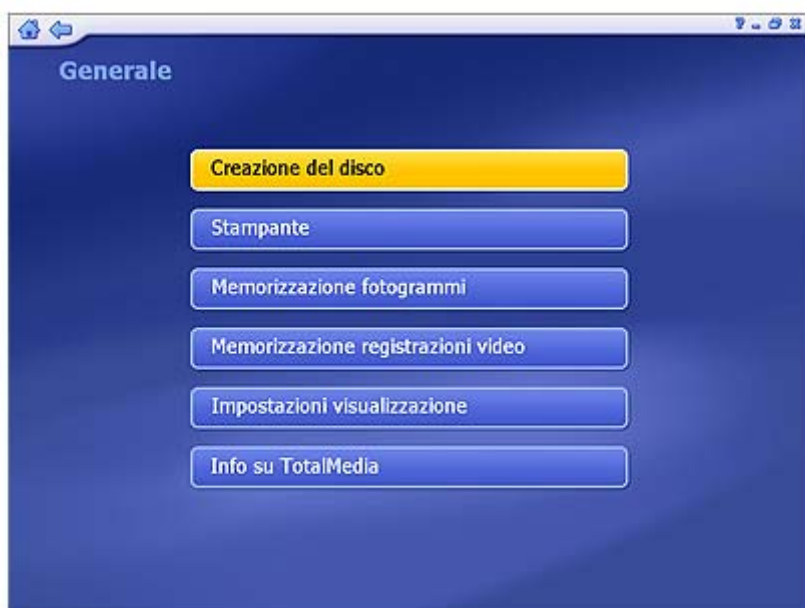 Generale
Creazione del disco
Stampante
Memorizzazione fotogrammi
Memorizzazione registrazioni video
Impostazioni visualizzazione
Info su TotalMedia